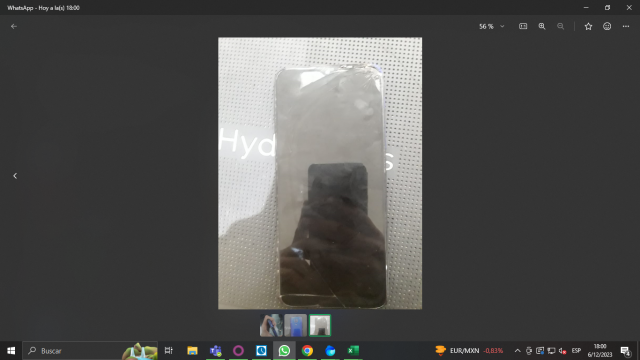 WhatsApp - Hoy a la(s) 18:00
56 %
Hyd
s
Buscar
EUR/MXN -0,83%
ESP
18:00
6/12/2023